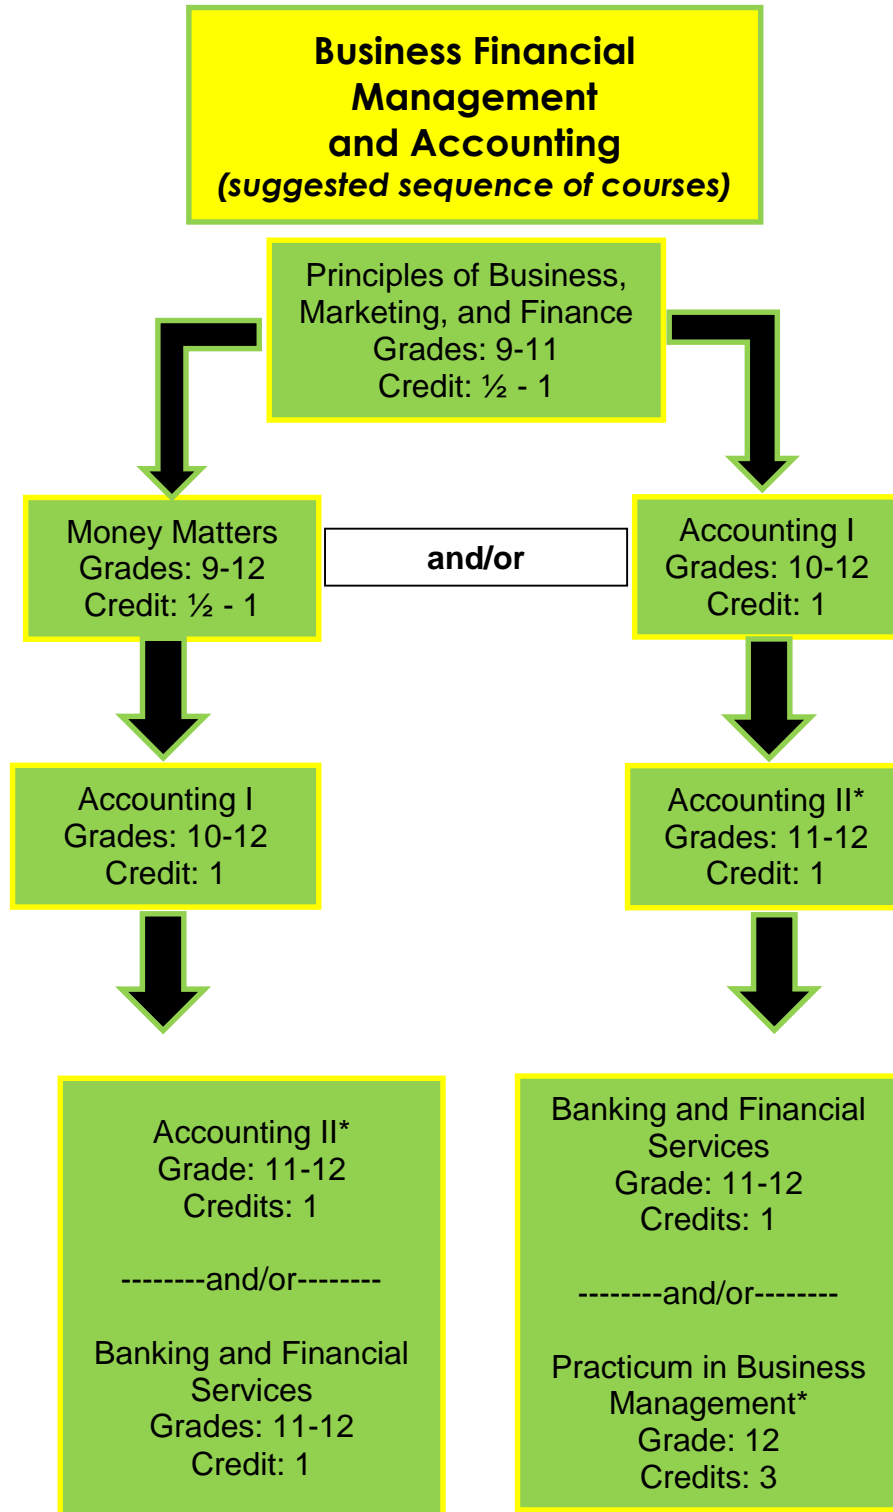 Business Financial
Management
and Accounting
(suggested sequence of courses)
Principles of Business,
Marketing, and Finance
Grades: 9-11
Credit: ½ - 1
Money Matters
Grades: 9-12
Credit: ½ - 1
and/or
Accounting I
Grades: 10-12
Credit: 1
Accounting I
Grades: 10-12
Credit: 1
Accounting II*
Grades: 11-12
Credit: 1
Accounting II*
Grade: 11-12
Credits: 1
--------and/or--------
Banking and Financial
Services
Grades: 11-12
Credit: 1
Banking and Financial
Services
Grade: 11-12
Credits: 1
--------and/or--------
Practicum in Business
Management*
Grade: 12
Credits: 3